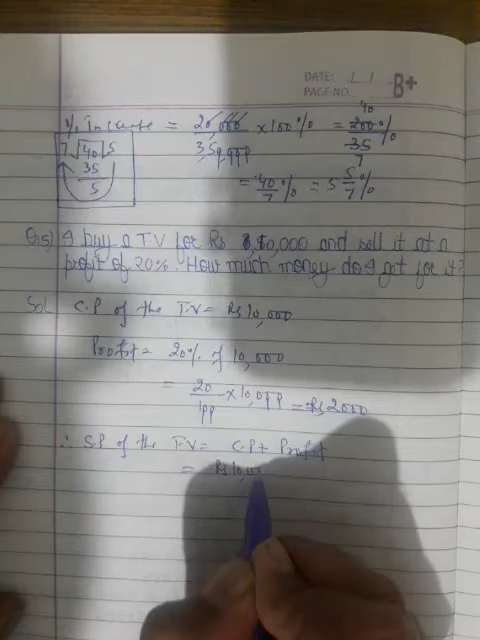 DATE: / /
PAGE NO.
B+
% Increase = 20,000 × 100 % = 200 %
35
40
7
7 40 5
35
5
= 40/7 % = 5 5/7 %
Q5) I buy a T.V for Rs 10,000 and sell it at a
profit of 20%. How much money do I get for it?
Sol. C.P of the T.V = Rs 10,000
Profit = 20% of 10,000
= 20 × 10,000 = Rs 2000
100
∴ S.P of the T.V = C.P + Profit
= Rs 10,00